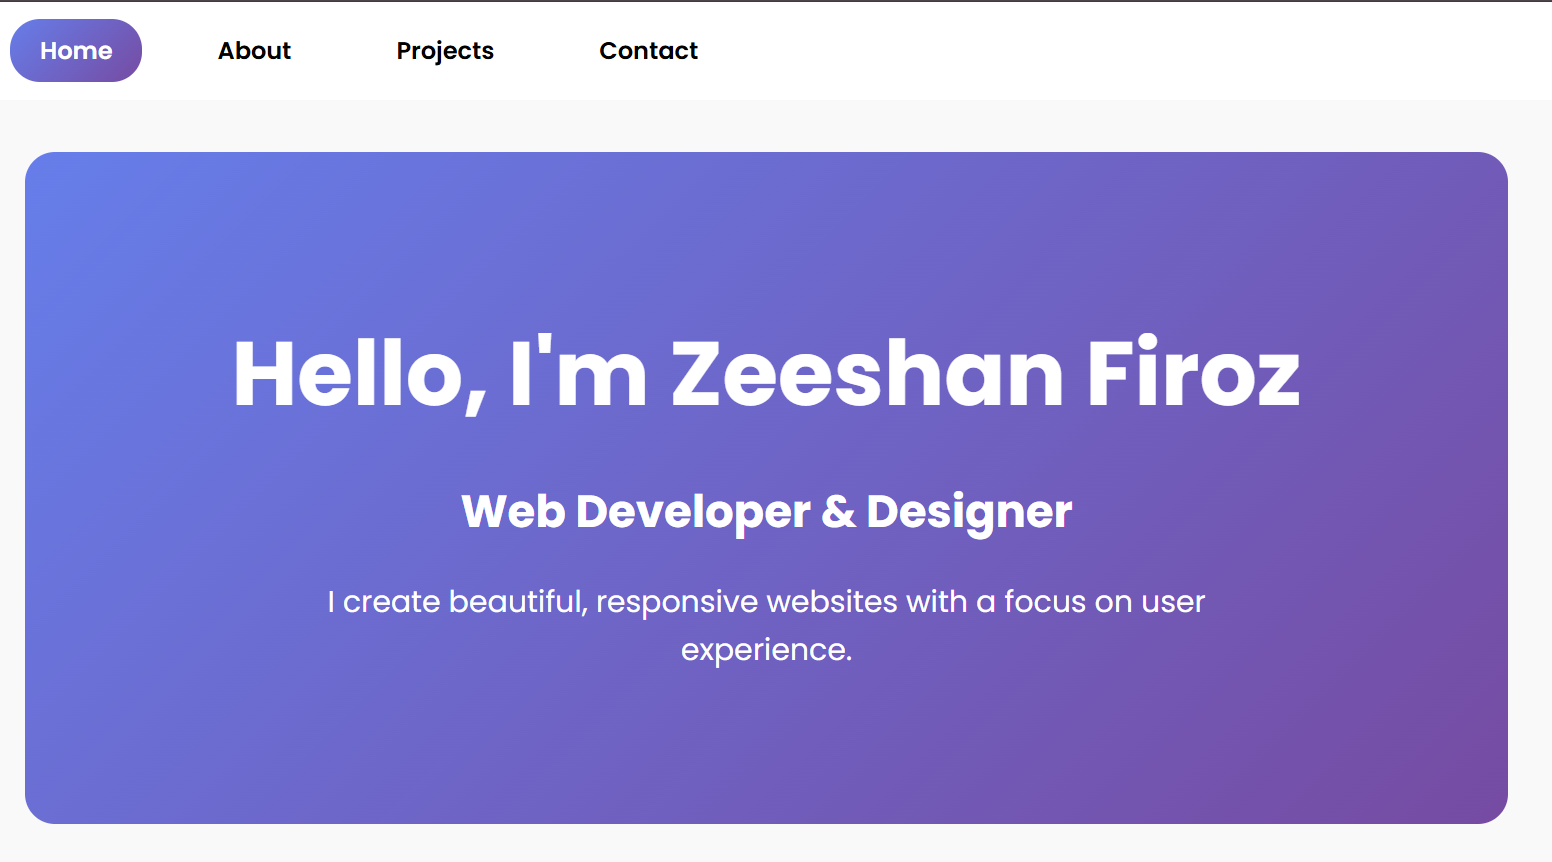 Home About Projects Contact
Hello, I'm Zeeshan Firoz
Web Developer & Designer
I create beautiful, responsive websites with a focus on user
experience.